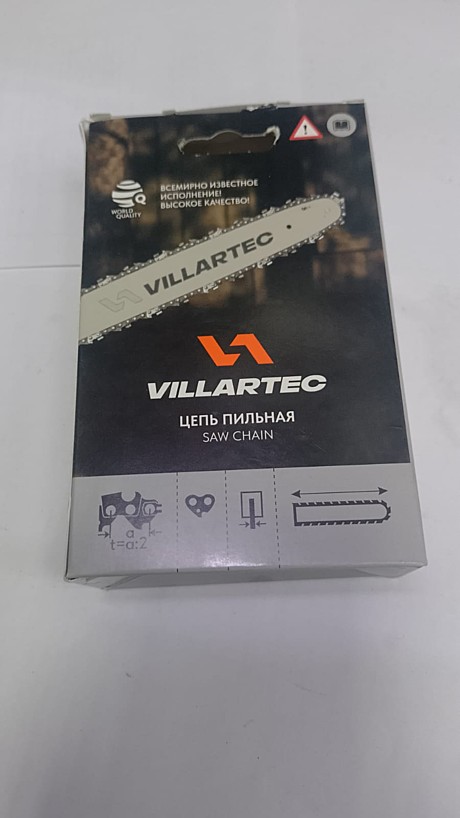 ВСЕМИРНО ИЗВЕСТНОЕ
ИСПОЛНЕНИЕ!
ВЫСОКОЕ КАЧЕСТВО!
Q
WORLD
QUALITY
VILLARTEC
VILLARTEC
ЦЕПЬ ПИЛЬНАЯ
SAW CHAIN
a
t=a:2